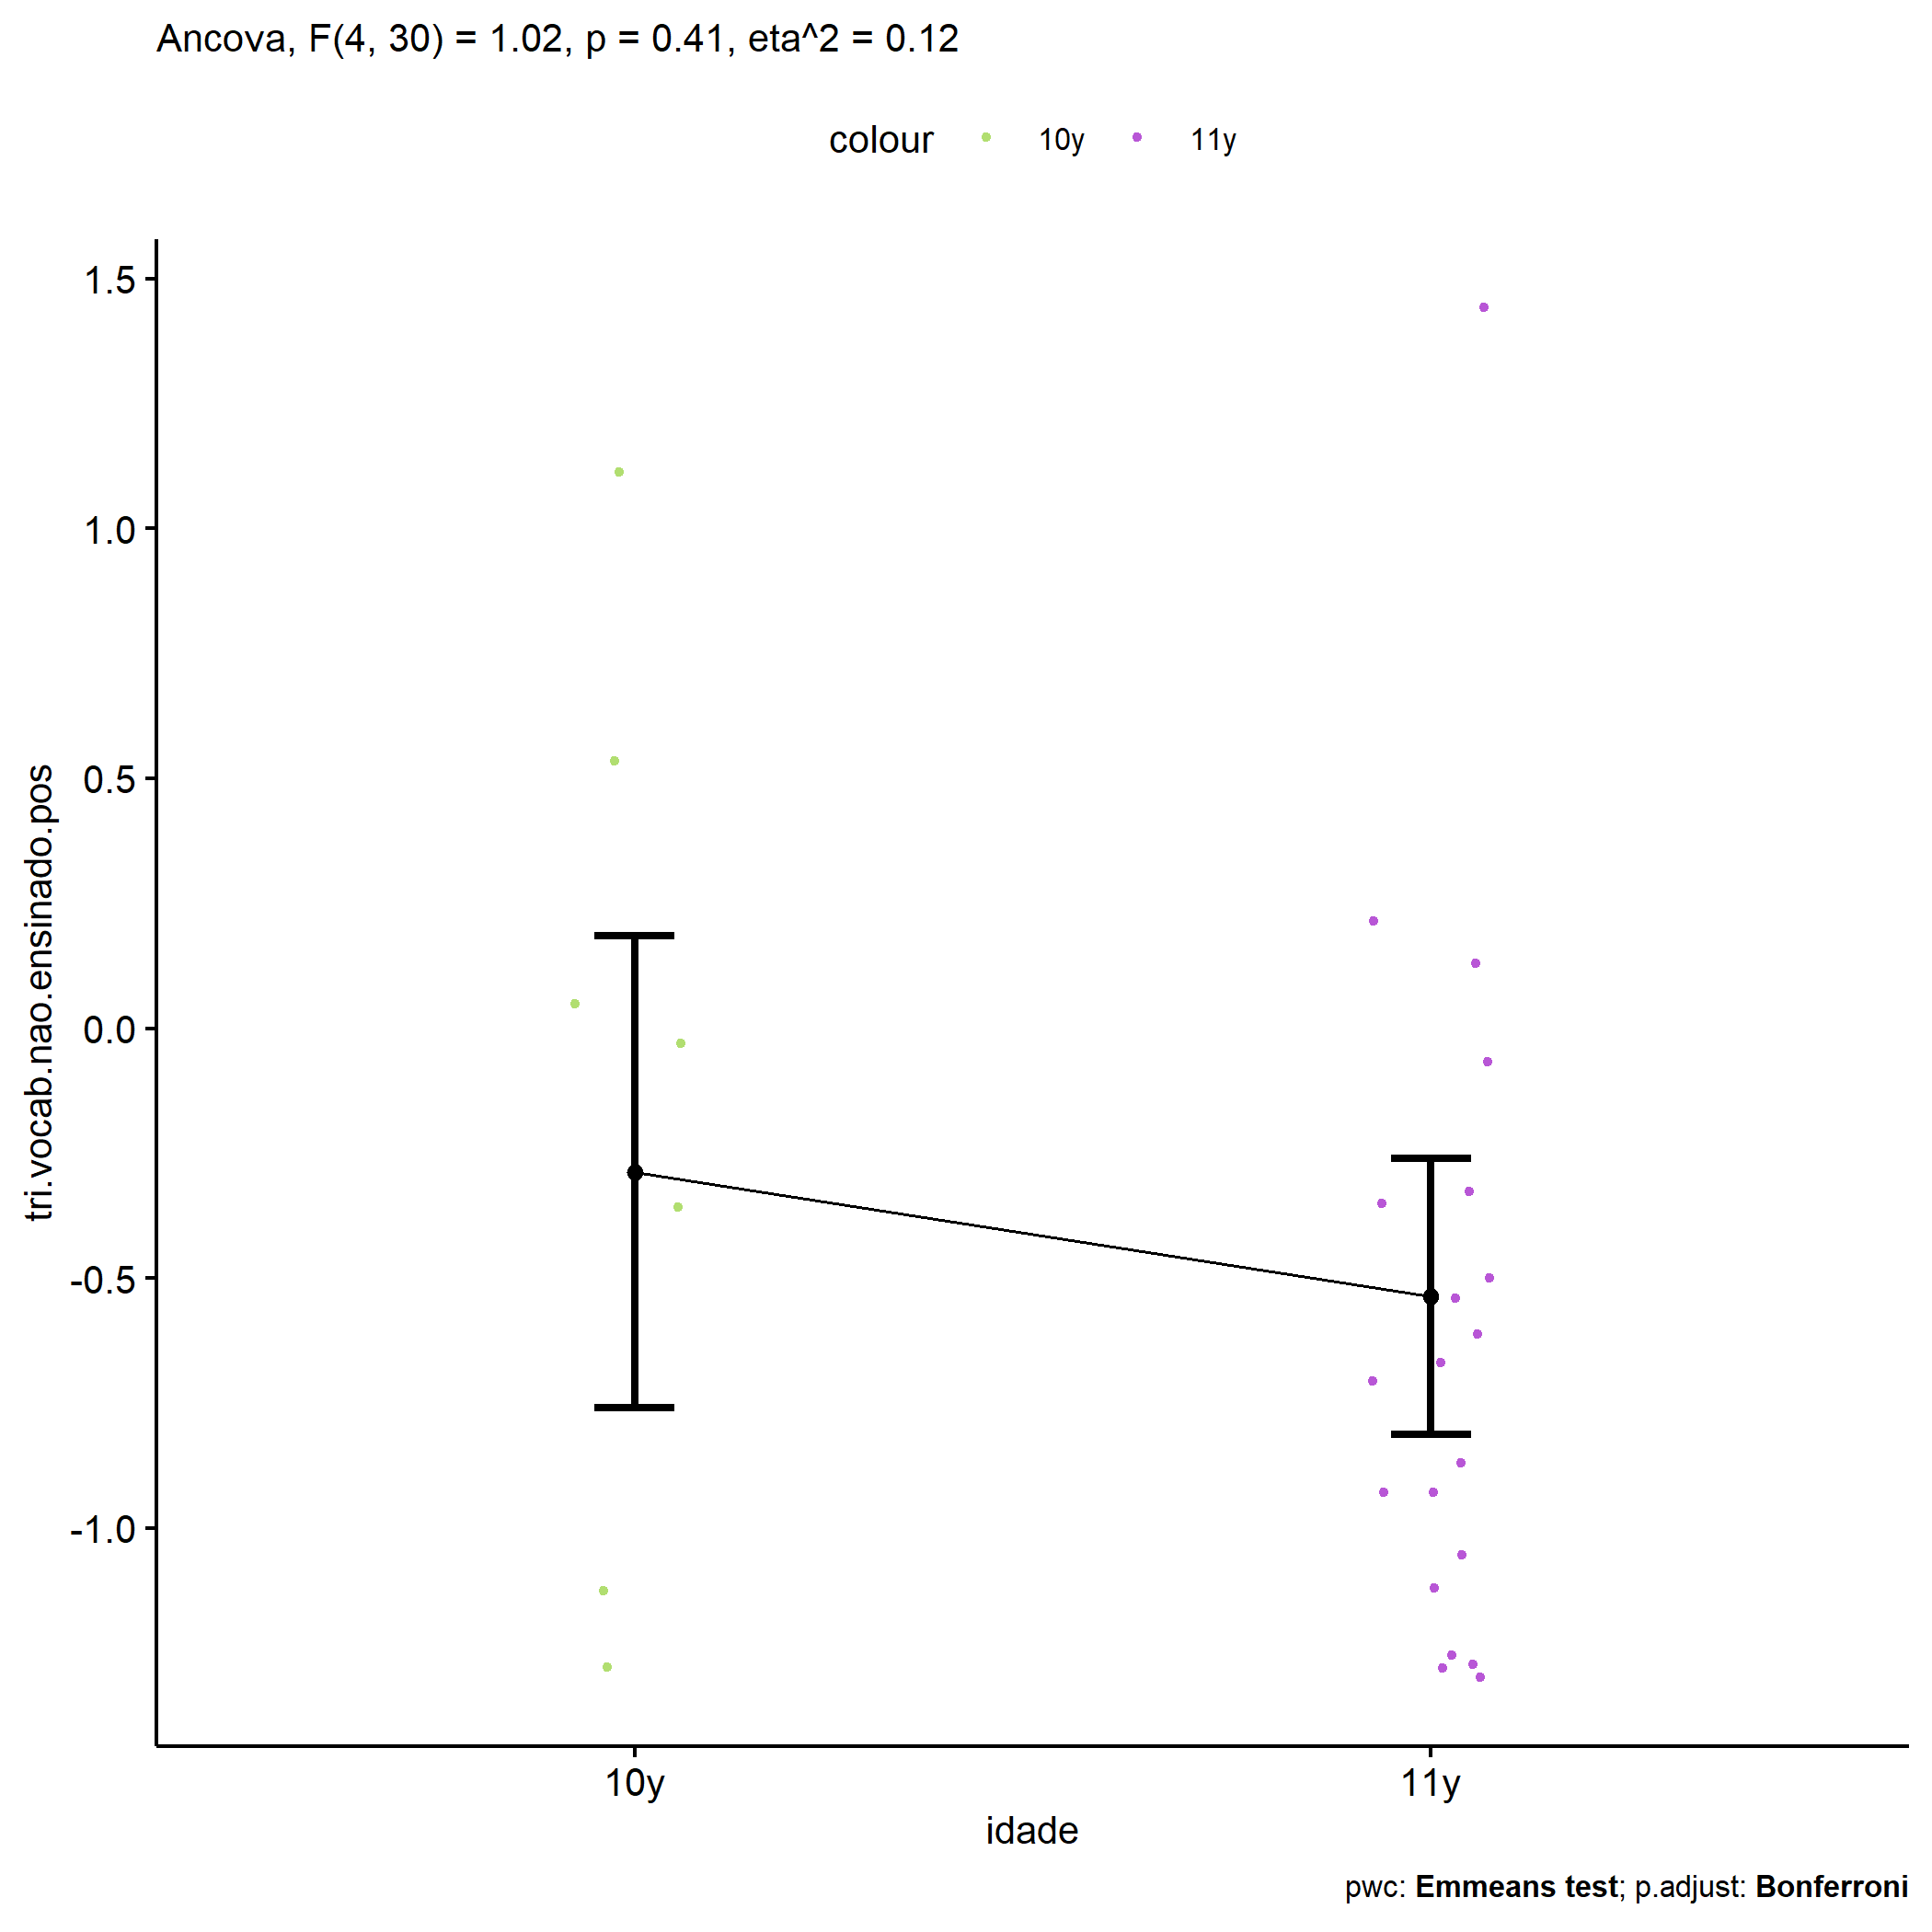 Ancova, F(4, 30) = 1.02, p = 0.41, eta^2 = 0.12
colour 10y 11y
1.5
1.0
0.5
0.0
-0.5
-1.0
tri.vocab.nao.ensinado.pos
10y 11y
idade
pwc: Emmeans test; p.adjust: Bonferroni